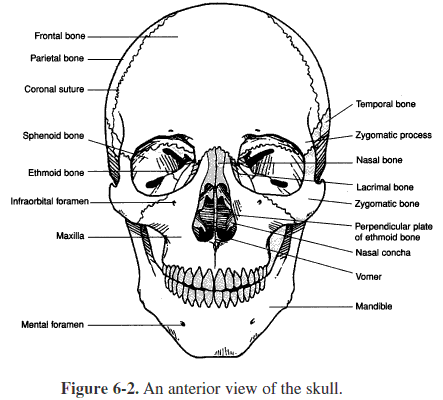 Frontal bone
Parietal bone
Coronal suture
Sphenoid bone
Ethmoid bone
Infraorbital foramen
Maxilla
Mental foramen
Temporal bone
Zygomatic process
Nasal bone
Lacrimal bone
Zygomatic bone
Perpendicular plate
of ethmoid bone
Nasal concha
Vomer
Mandible
Figure 6-2. An anterior view of the skull.